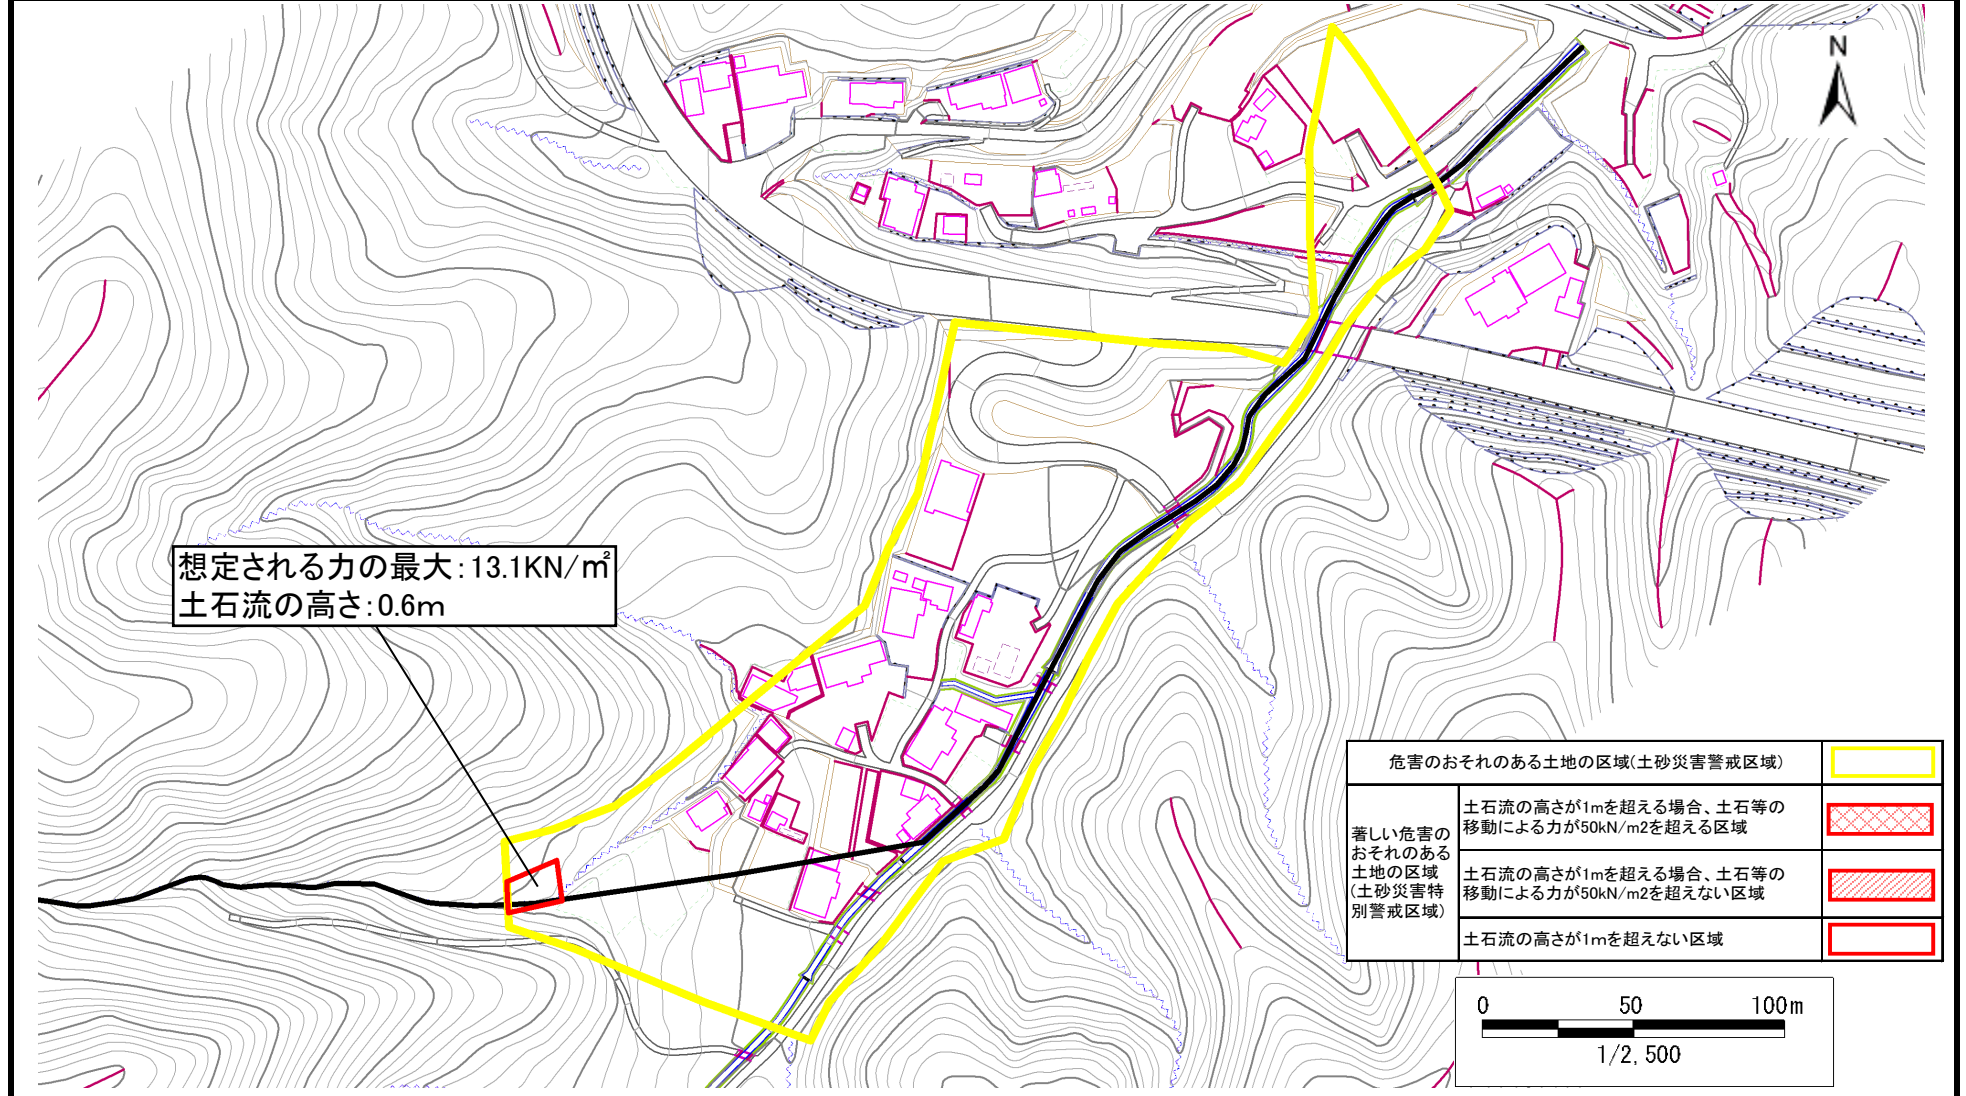 N
想定される力の最大:13.1KN/㎡
土石流の高さ:0.6m
危害のおそれのある土地の区域(土砂災害警戒区域)
著しい危害の
おそれのある
土地の区域
(土砂災害特
別警戒区域)
土石流の高さが1mを超える場合、土石等の
移動による力が50kN/m2を超える区域
土石流の高さが1mを超える場合、土石等の
移動による力が50kN/m2を超えない区域
土石流の高さが1mを超えない区域
0 50 100m
1/2,500